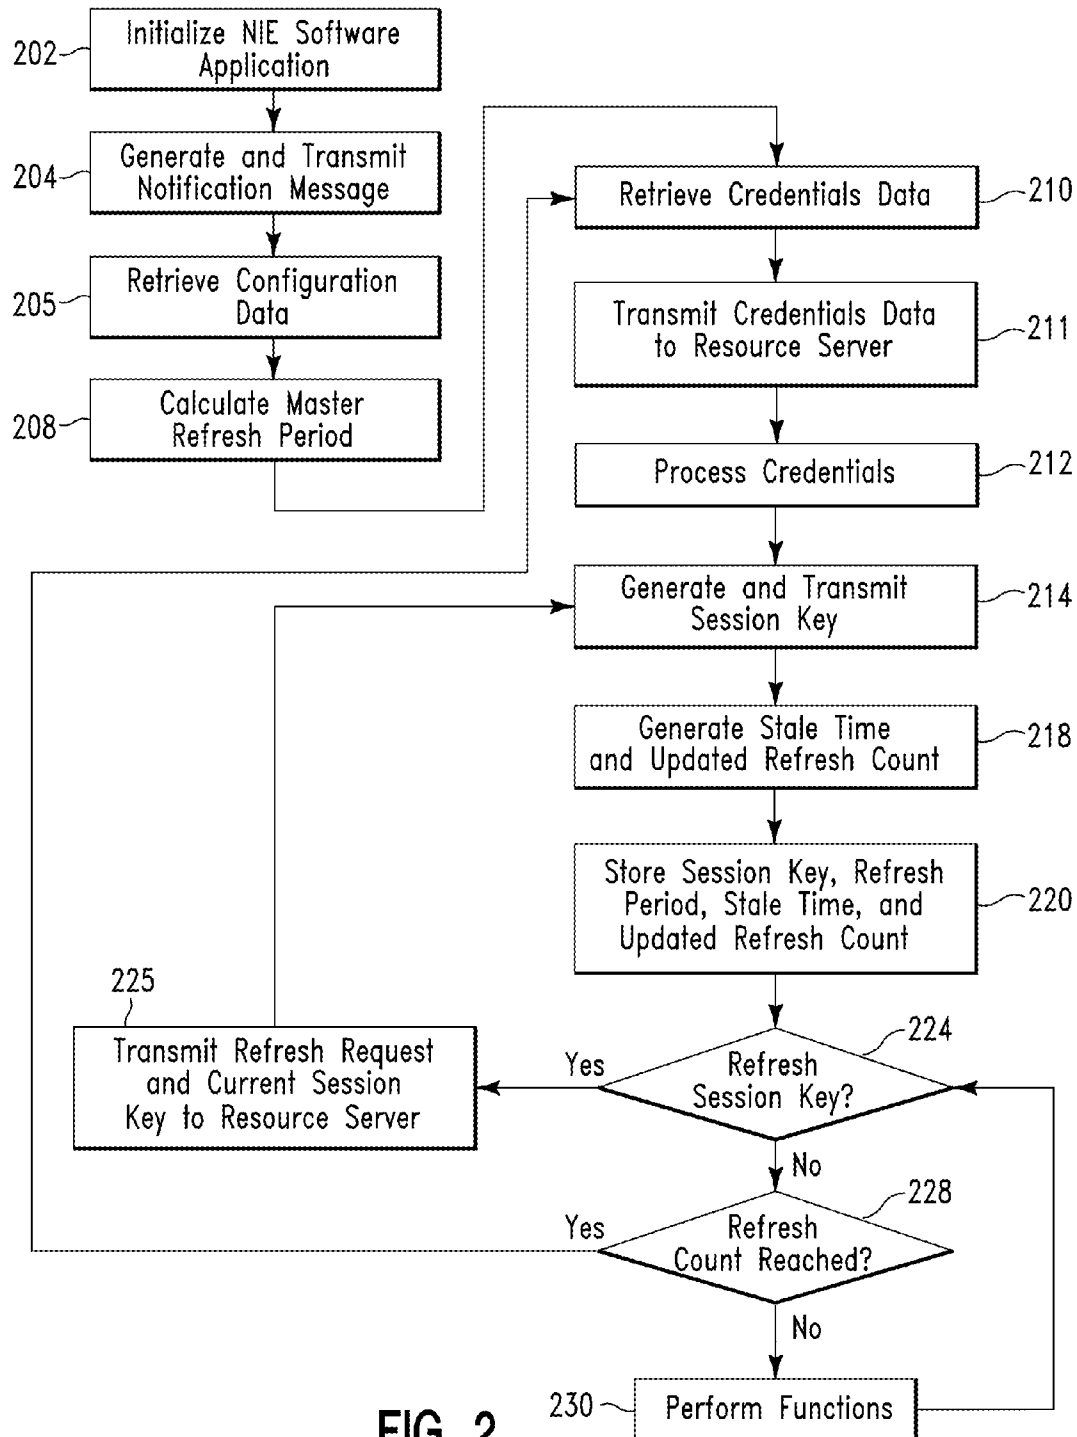 202
Initialize NIE Software
Application
204
Generate and Transmit
Notification Message
205
Retrieve Configuration
Data
208
Calculate Master
Refresh Period
Retrieve Credentials Data
210
Transmit Credentials Data
to Resource Server
211
Process Credentials
212
Generate and Transmit
Session Key
214
Generate Stale Time
and Updated Refresh Count
218
Store Session Key, Refresh
Period, Stale Time, and
Updated Refresh Count
220
225
Transmit Refresh Request
and Current Session
Key to Resource Server
Yes
Refresh
Session Key?
224
No
Yes
Refresh
Count Reached?
228
No
230
Perform Functions
FIG. 2